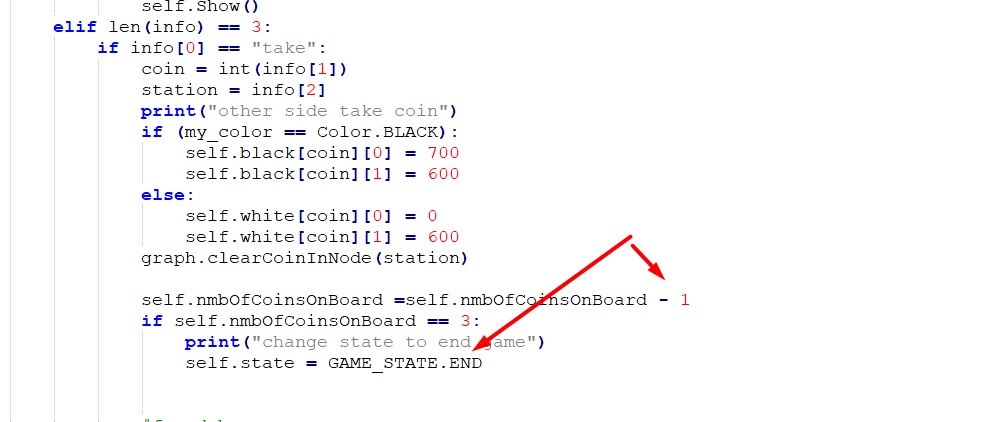 self.Show()
elif len(info) == 3:
if info[0] == "take":
coin = int(info[1])
station = info[2]
print("other side take coin")
if (my_color == Color.BLACK):
self.black[coin][0] = 700
self.black[coin][1] = 600
else:
self.white[coin][0] = 0
self.white[coin][1] = 600
graph.clearCoinInNode(station)
self.nmbOfCoinsOnBoard =self.nmbOfCoinsOnBoard - 1
if self.nmbOfCoinsOnBoard == 3:
print("change state to end game")
self.state = GAME_STATE.END